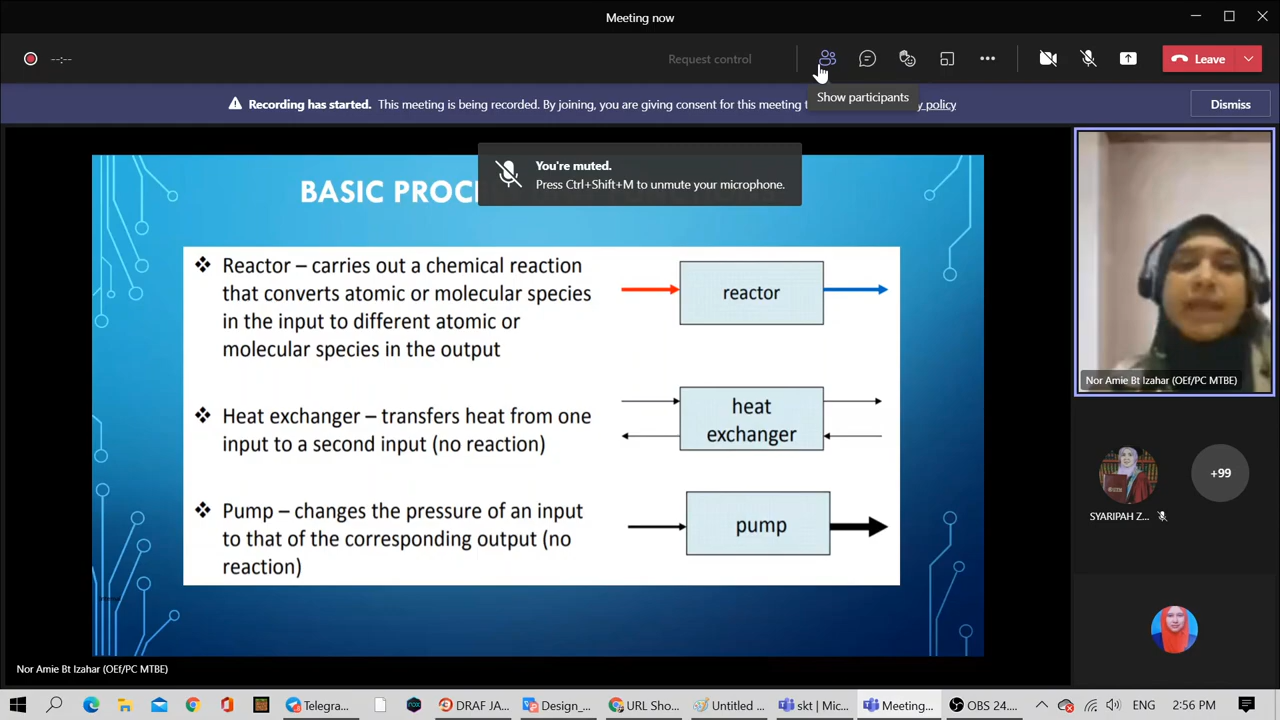 Meeting now
--:--
Request control
Leave
Show participants
Recording has started. This meeting is being recorded. By joining, you are giving consent for this meeting t
y policy
Dismiss
You're muted.
Press Ctrl+Shift+M to unmute your microphone.
BASIC PROC
❖ Reactor – carries out a chemical reaction
that converts atomic or molecular species
in the input to different atomic or
molecular species in the output
reactor
❖ Heat exchanger – transfers heat from one
input to a second input (no reaction)
heat
exchanger
❖ Pump – changes the pressure of an input
to that of the corresponding output (no
reaction)
pump
Nor Amie Bt Izahar (OEf/PC MTBE)
+99
SYARIPAH Z...
Nor Amie Bt Izahar (OEf/PC MTBE)
Telegra...
DRAF JA...
Design_...
URL Sho...
Untitled ...
skt | Mic...
Meeting...
OBS 24....
ENG
2:56 PM